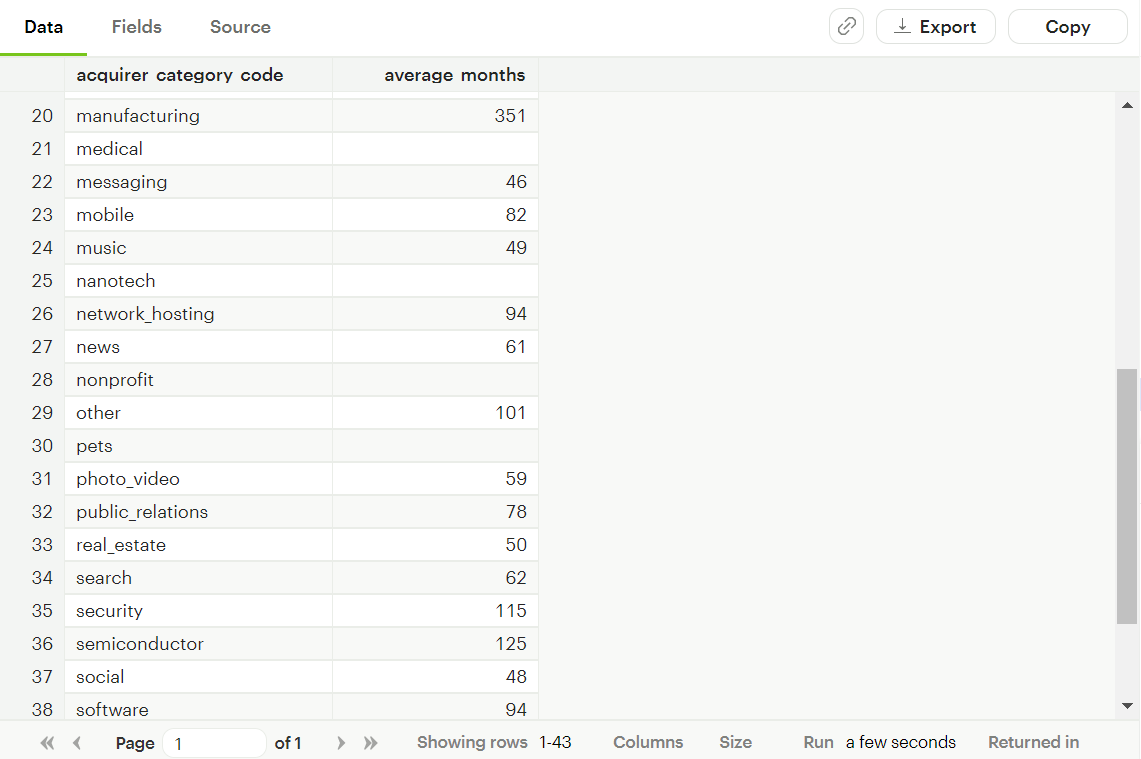 Data Fields Source Export Copy
acquirer category code average months
20 manufacturing 351
21 medical
22 messaging 46
23 mobile 82
24 music 49
25 nanotech
26 network_hosting 94
27 news 61
28 nonprofit
29 other 101
30 pets
31 photo_video 59
32 public_relations 78
33 real_estate 50
34 search 62
35 security 115
36 semiconductor 125
37 social 48
38 software 94
Page 1 of 1 Showing rows 1-43 Columns Size Run a few seconds Returned in